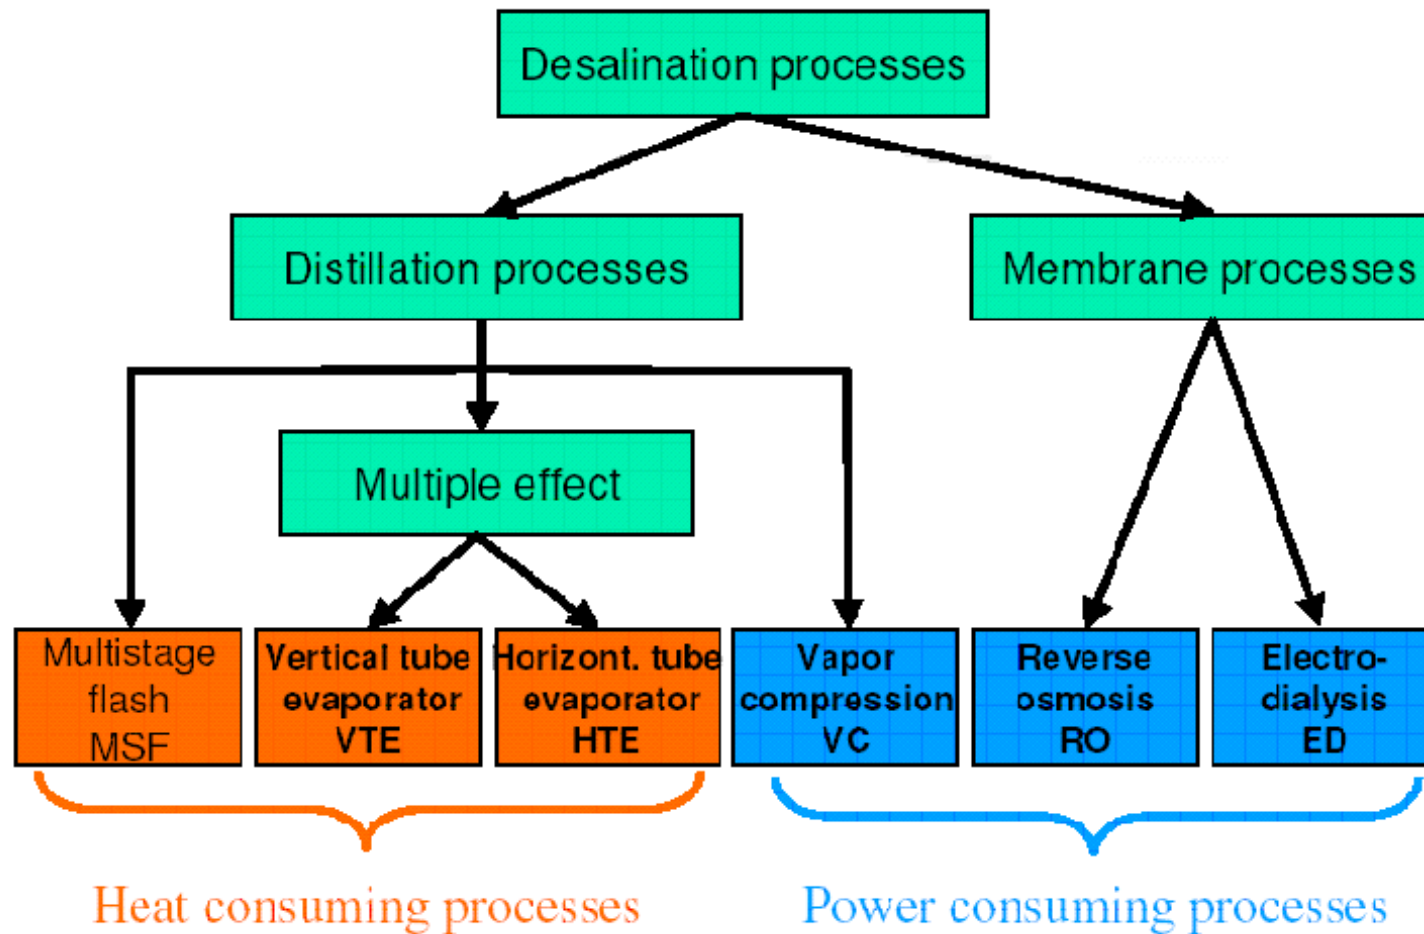 Desalination processes
Distillation processes
Membrane processes
Multiple effect
Multistage
flash
MSF
Vertical tube
evaporator
VTE
Horizont. tube
evaporator
HTE
Vapor
compression
VC
Reverse
osmosis
RO
Electro-
dialysis
ED
Heat consuming processes
Power consuming processes